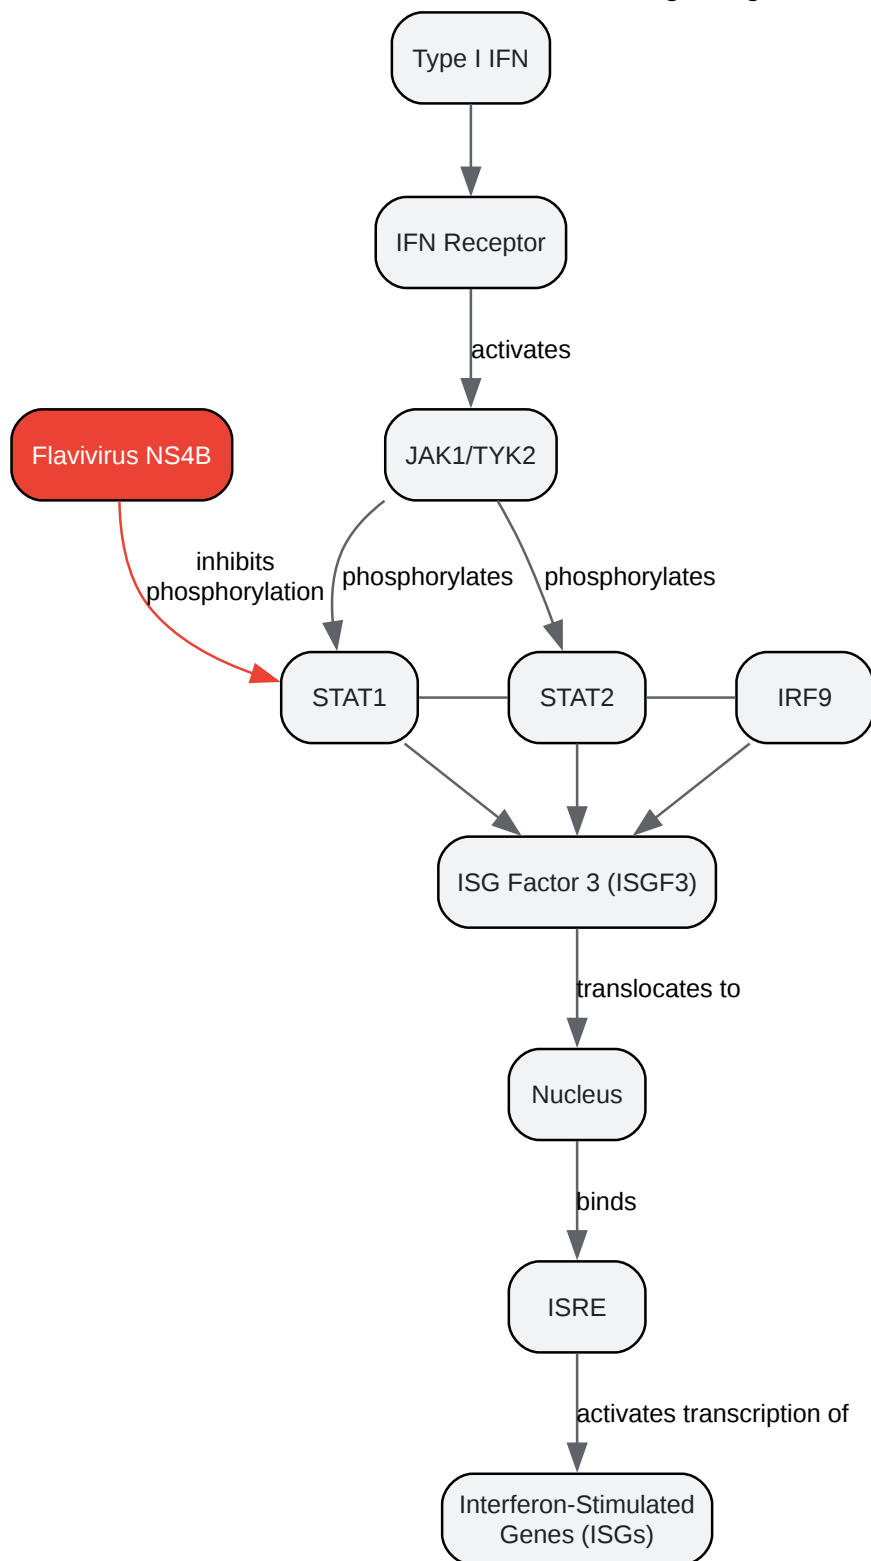 Type I IFN
IFN Receptor
activates
Flavivirus NS4B
JAK1/TYK2
inhibits
phosphorylation
phosphorylates
phosphorylates
STAT1
STAT2
IRF9
ISG Factor 3 (ISGF3)
translocates to
Nucleus
binds
ISRE
activates transcription of
Interferon-Stimulated
Genes (ISGs)